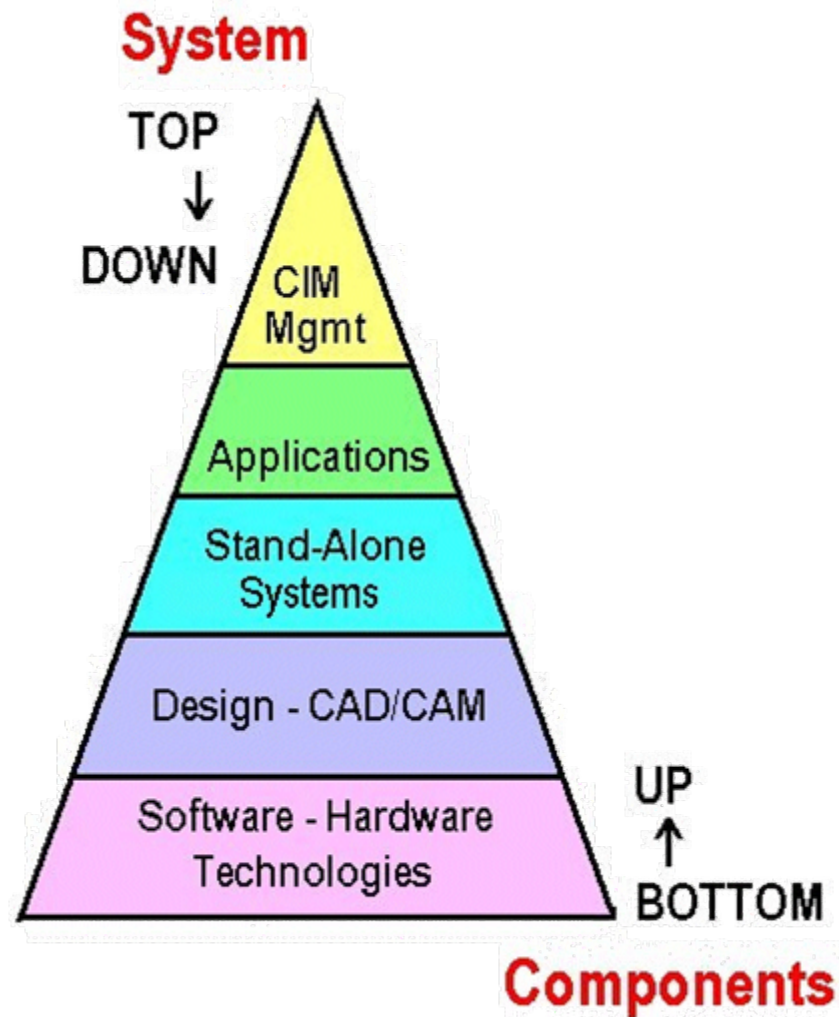 System
TOP
↓
DOWN
CIM
Mgmt
Applications
Stand-Alone
Systems
Design - CAD/CAM
Software - Hardware
Technologies
UP
↑
BOTTOM
Components